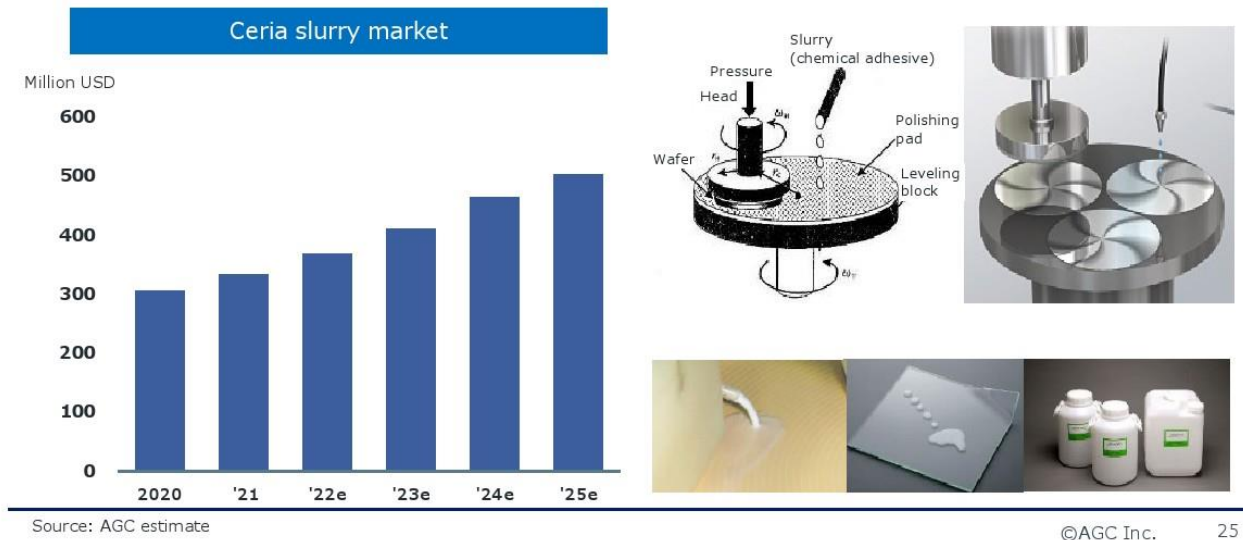 Ceria slurry market
Million USD
600
500
400
300
200
100
0
2020 '21 '22e '23e '24e '25e
Slurry
(chemical adhesive)
Pressure
Head
Polishing
pad
Wafer
Leveling
block
Source: AGC estimate
©AGC Inc. 25